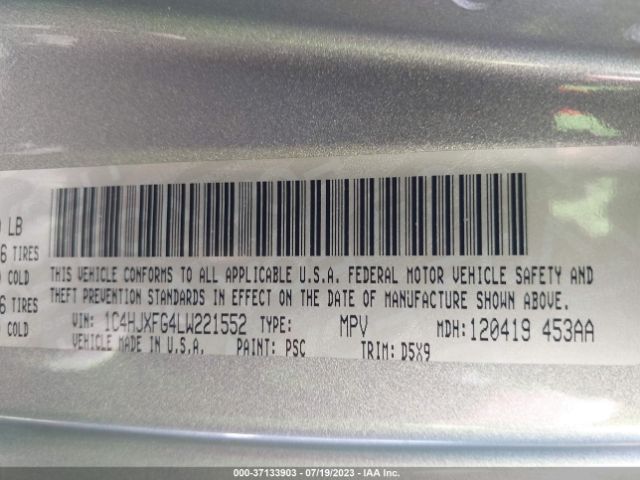 LB
6 TIRES
COLD
6 TIRES
COLD
THIS VEHICLE CONFORMS TO ALL APPLICABLE U.S.A. FEDERAL MOTOR VEHICLE SAFETY AND
THEFT PREVENTION STANDARDS IN EFFECT ON THE DATE OF MANUFACTURE SHOWN ABOVE.
VIN: 1C4HJXFG4LW221552 TYPE: MPV MDH:120419 453AA
VEHICLE MADE IN U.S.A. PAINT: PSC TRIM: D5X9
000-37133903 - 07/19/2023 - IAA Inc.